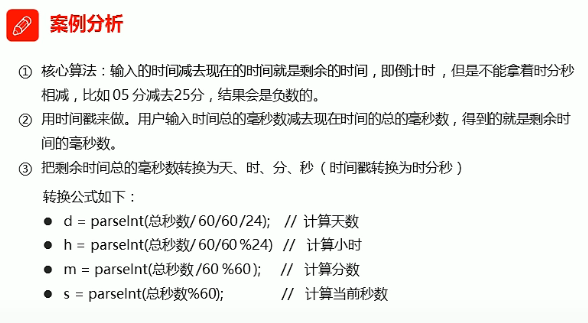 案例分析
① 核心算法：输入的时间减去现在的时间就是剩余的时间，即倒计时，但是不能拿着时分秒
相减，比如 05 分减去25分，结果会是负数的。
② 用时间戳来做。用户输入时间总的毫秒数减去现在时间的总的毫秒数，得到的就是剩余时
间的毫秒数。
③ 把剩余时间总的毫秒数转换为天、时、分、秒（时间戳转换为时分秒）
转换公式如下：
● d = parseInt(总秒数/ 60/60 /24); // 计算天数
● h = parseInt(总秒数/ 60/60 %24) // 计算小时
● m = parseInt(总秒数 /60 %60 ); // 计算分数
● s = parseInt(总秒数%60); // 计算当前秒数